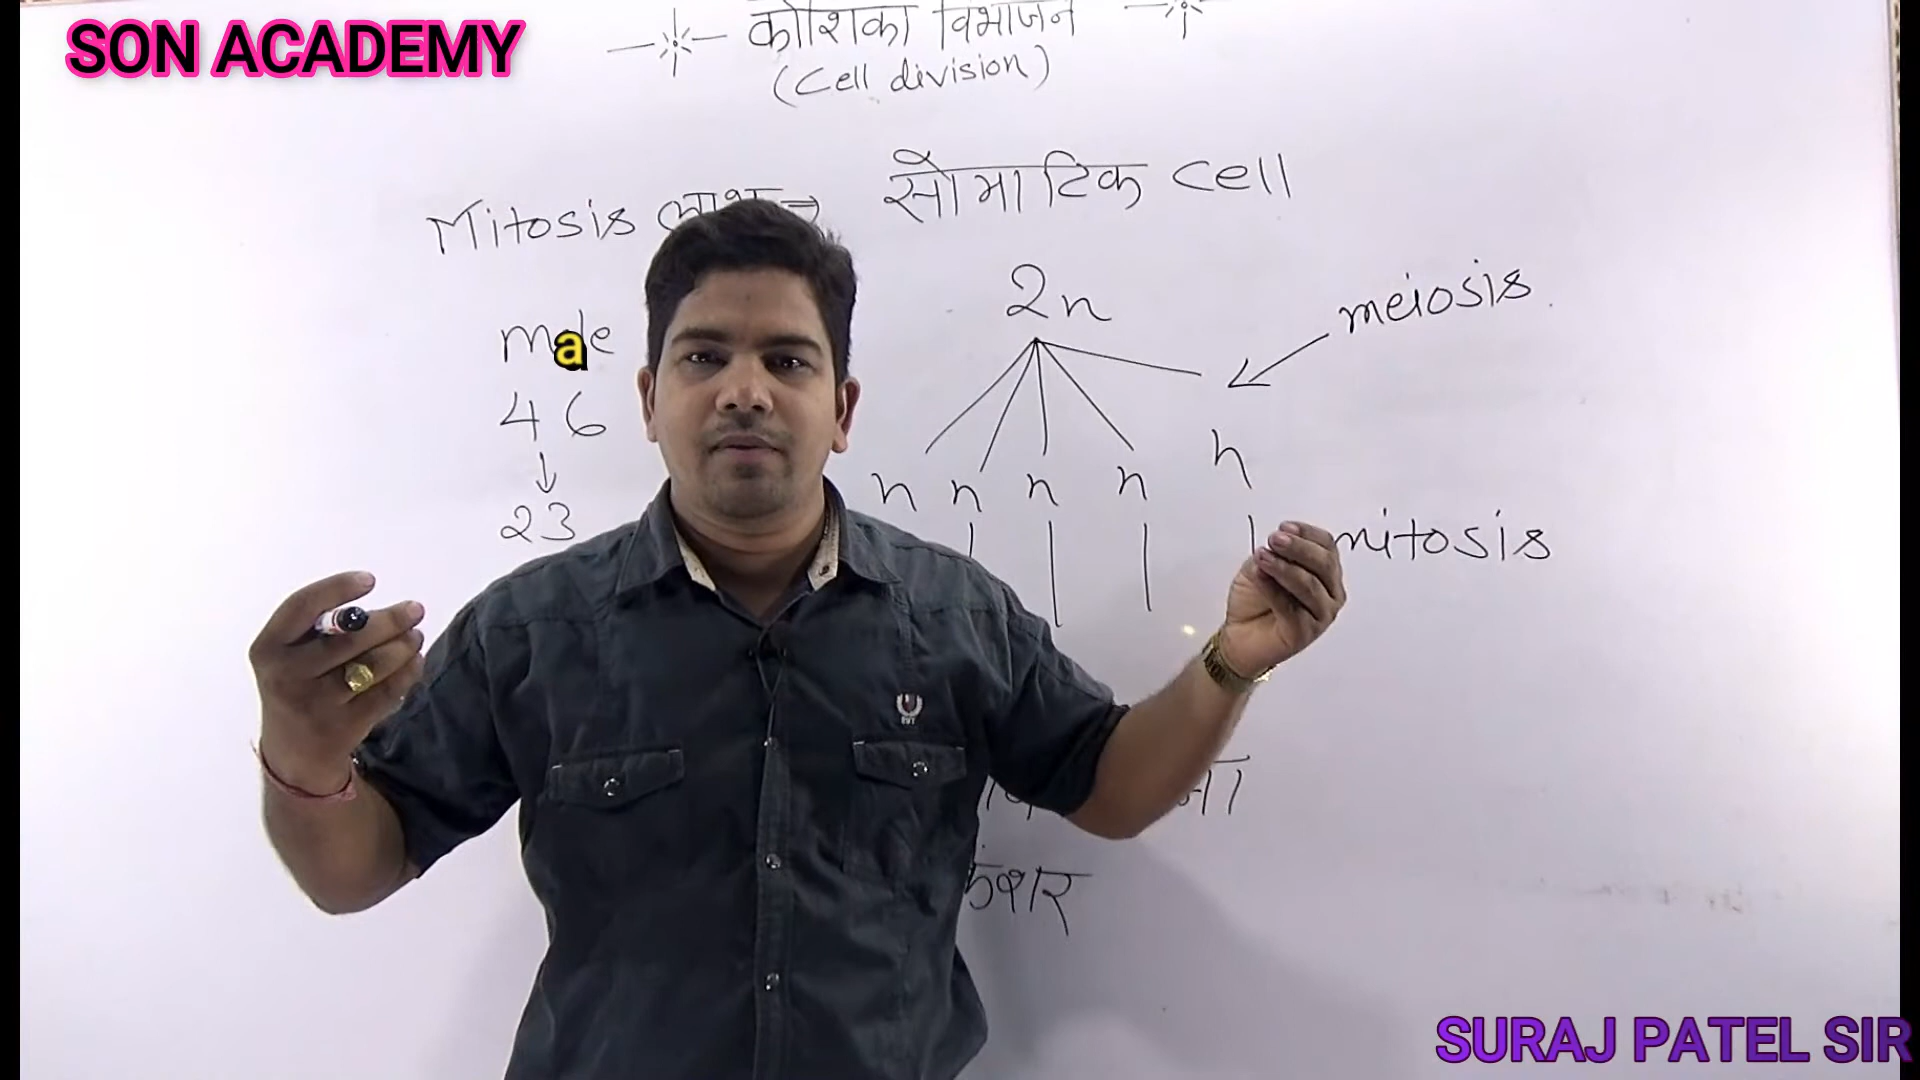 SON ACADEMY
कोशिका विभाजन
(Cell division)
Mitosis
सोमाटिक Cell
male
46
23
2n
meiosis
n n n n n
mitosis
SURAJ PATEL SIR